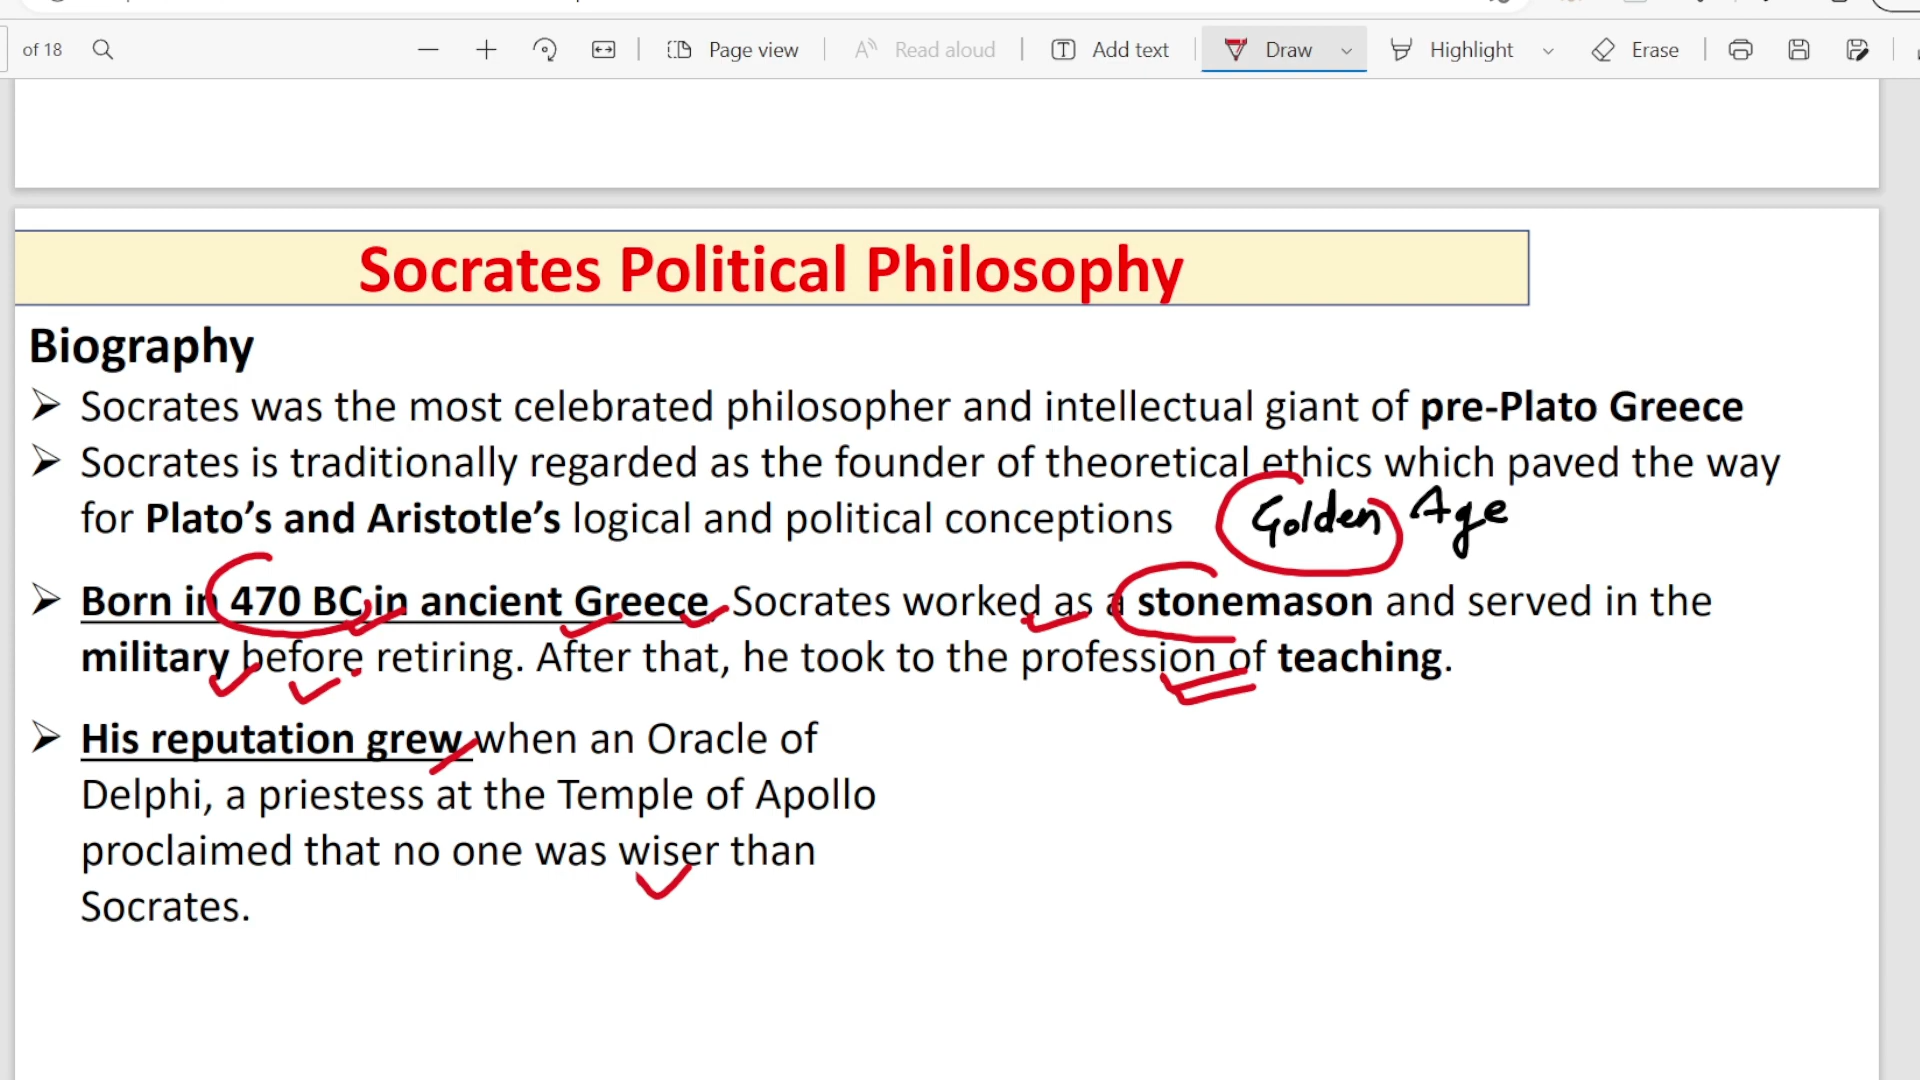 of 18
Page view
Read aloud
Add text
Draw
Highlight
Erase
Socrates Political Philosophy
Biography
➢ Socrates was the most celebrated philosopher and intellectual giant of pre-Plato Greece
➢ Socrates is traditionally regarded as the founder of theoretical ethics which paved the way
for Plato’s and Aristotle’s logical and political conceptions
Golden Age
➢ Born in 470 BC in ancient Greece Socrates worked as a stonemason and served in the
military before retiring. After that, he took to the profession of teaching.
➢ His reputation grew when an Oracle of
Delphi, a priestess at the Temple of Apollo
proclaimed that no one was wiser than
Socrates.